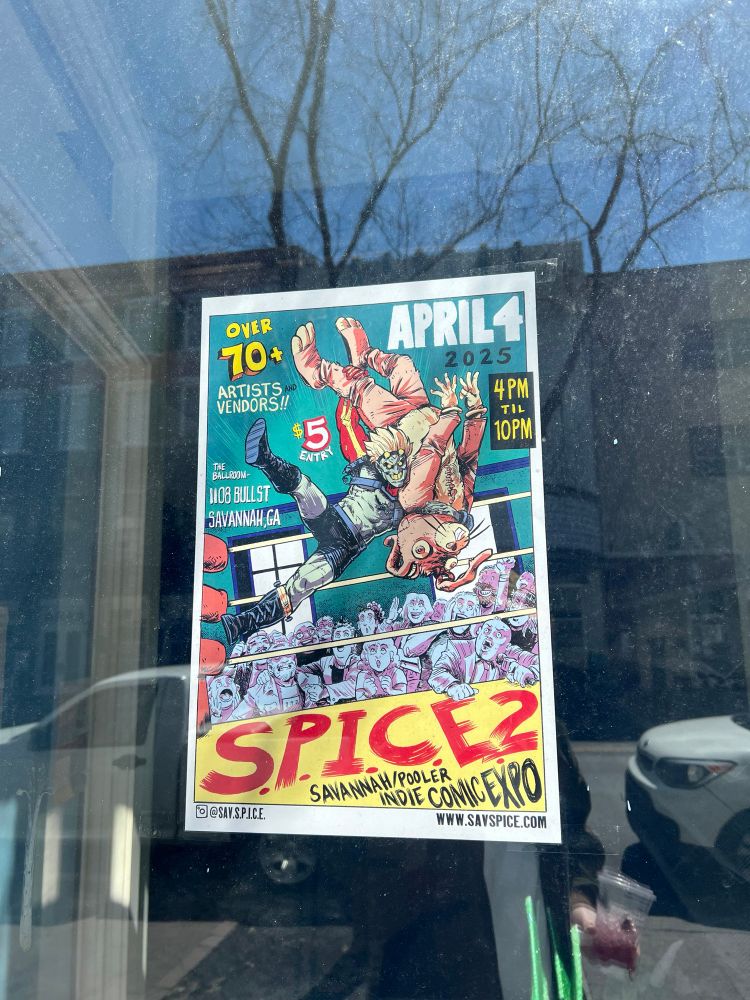 OVER
70+
ARTISTS AND
VENDORS!!
$5
ENTRY
THE
BALLROOM-
1108 BULL ST
SAVANNAH, GA
APRIL 4
2025
4PM
TIL
10PM
S.P.I.C.E.2
SAVANNAH/POOLER
INDIE COMIC EXPO
@SAV.S.P.I.C.E.
WWW.SAVSPICE.COM